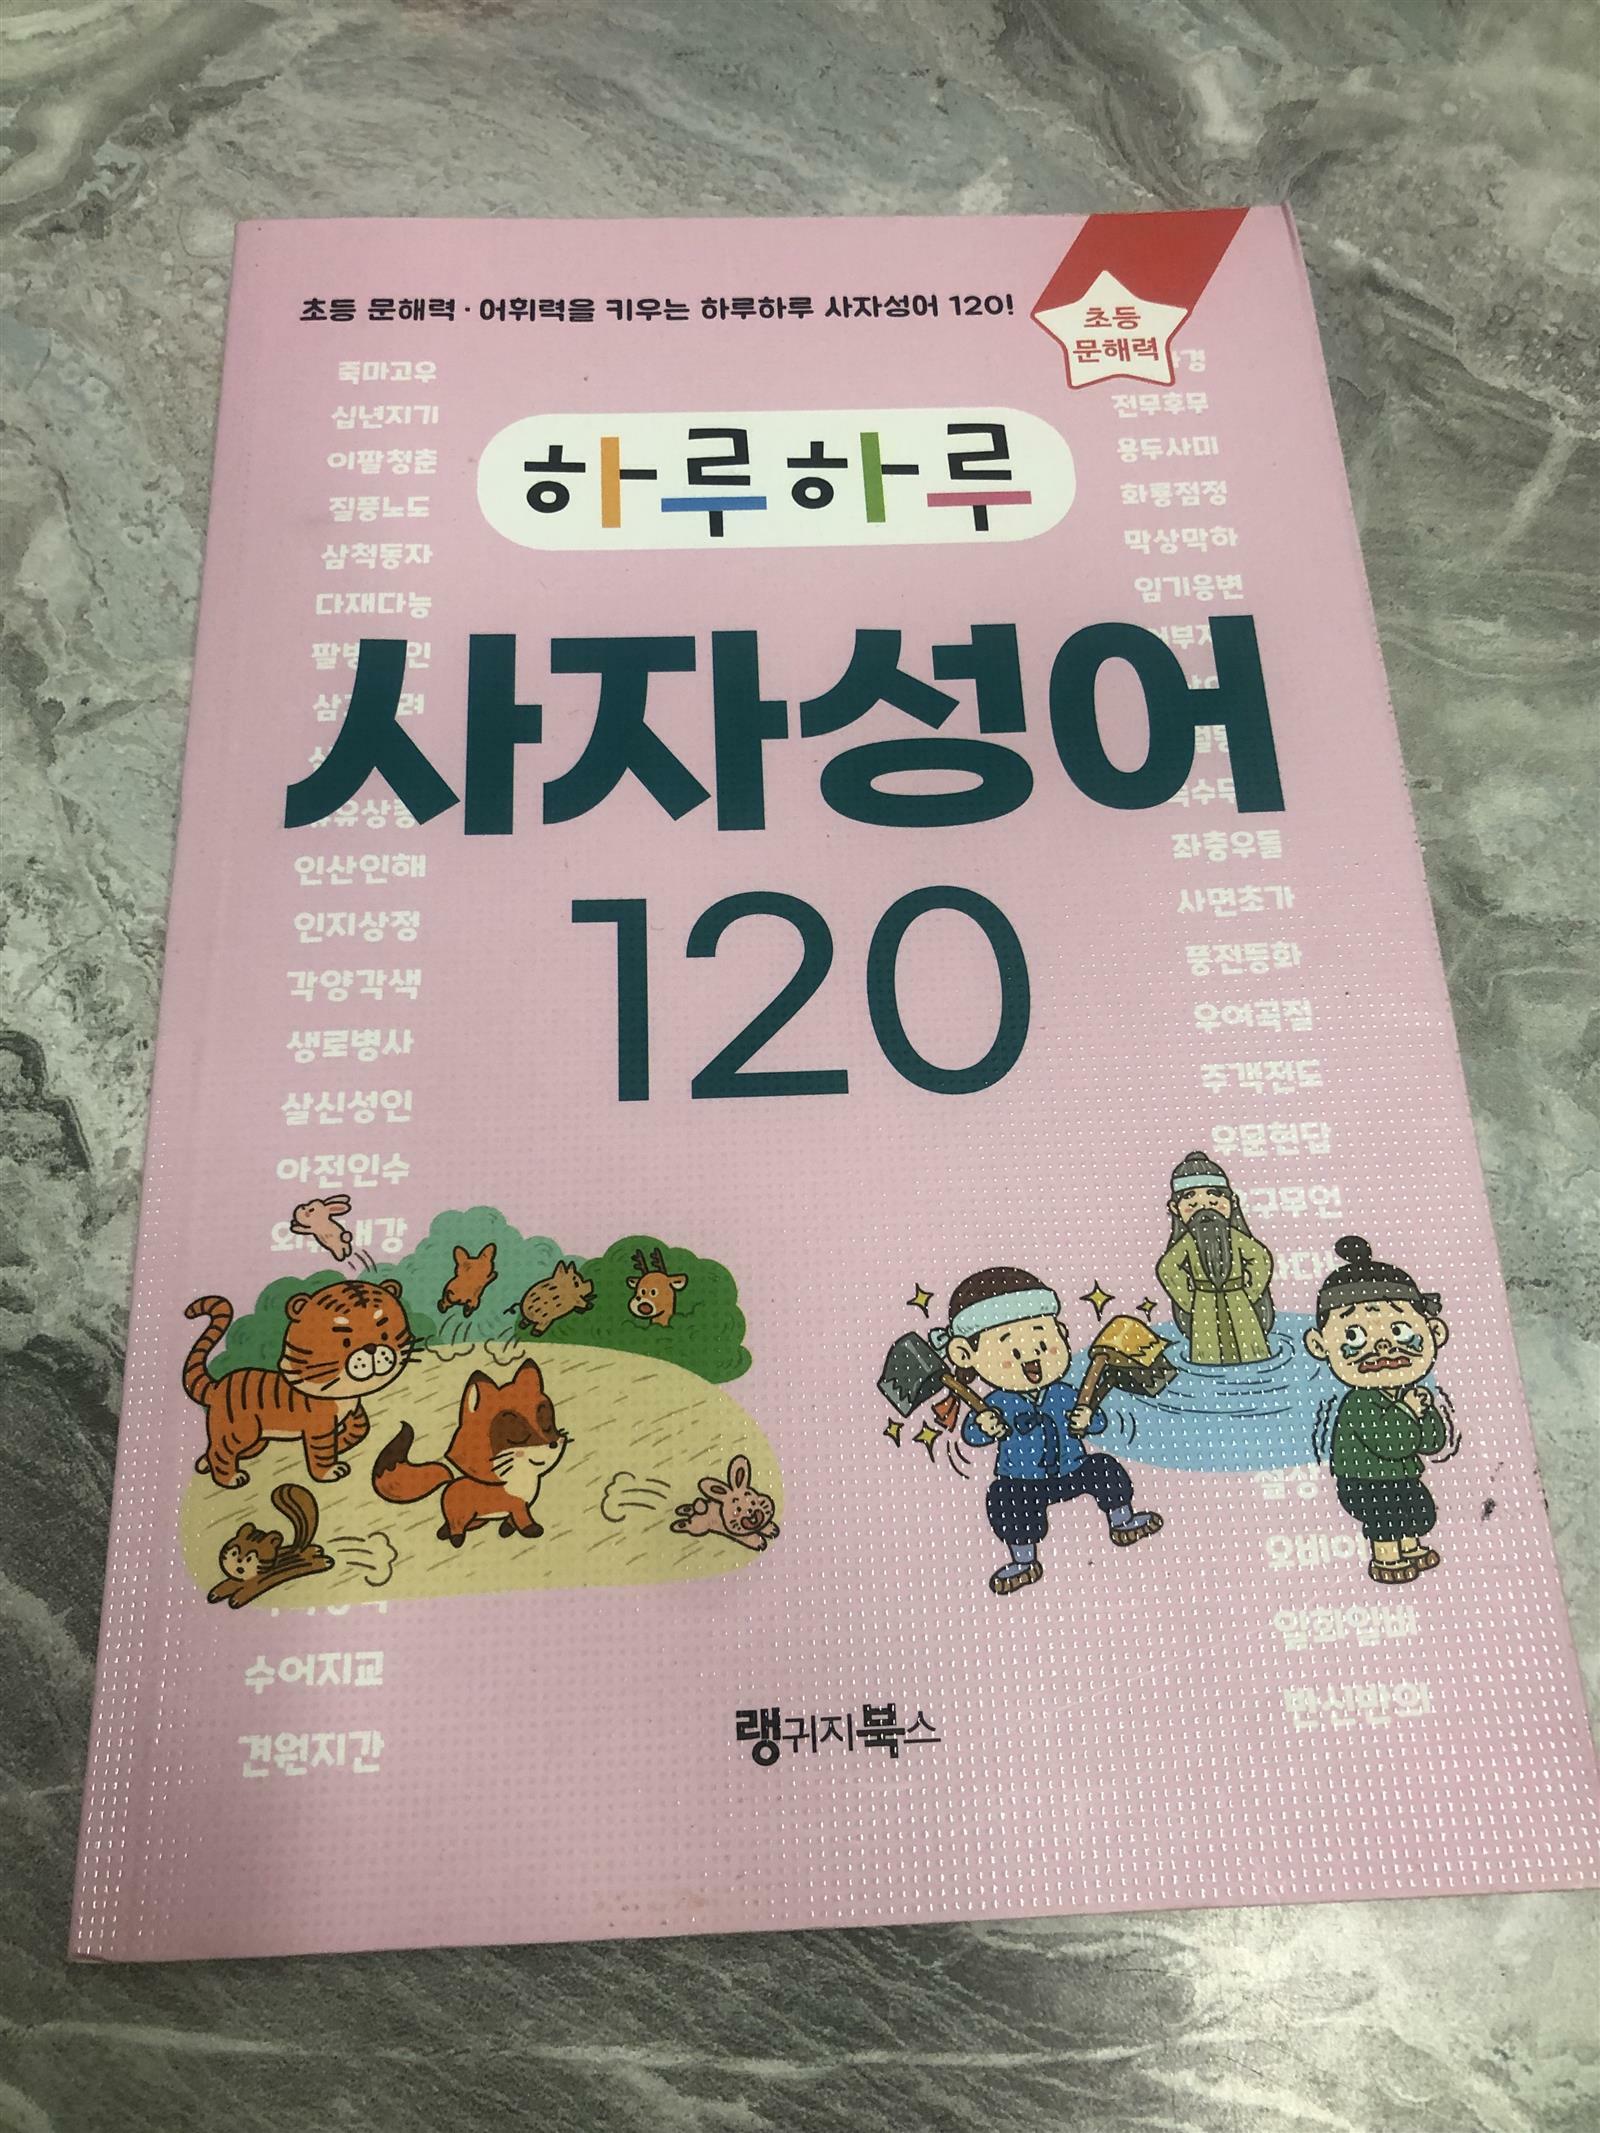 초등 문해력 · 어휘력을 키우는 하루하루 사자성어 120!
초등
문해력
하루하루
사자성어
120
죽마고우
십년지기
이팔청춘
질풍노도
삼척동자
다재다능
인산인해
인지상정
각양각색
생로병사
살신성인
아전인수
수어지교
견원지간
전무후무
용두사미
화룡점정
막상막하
임기응변
좌충우돌
사면초가
풍전등화
우여곡절
주객전도
우문현답
반신반의
랭귀지북스